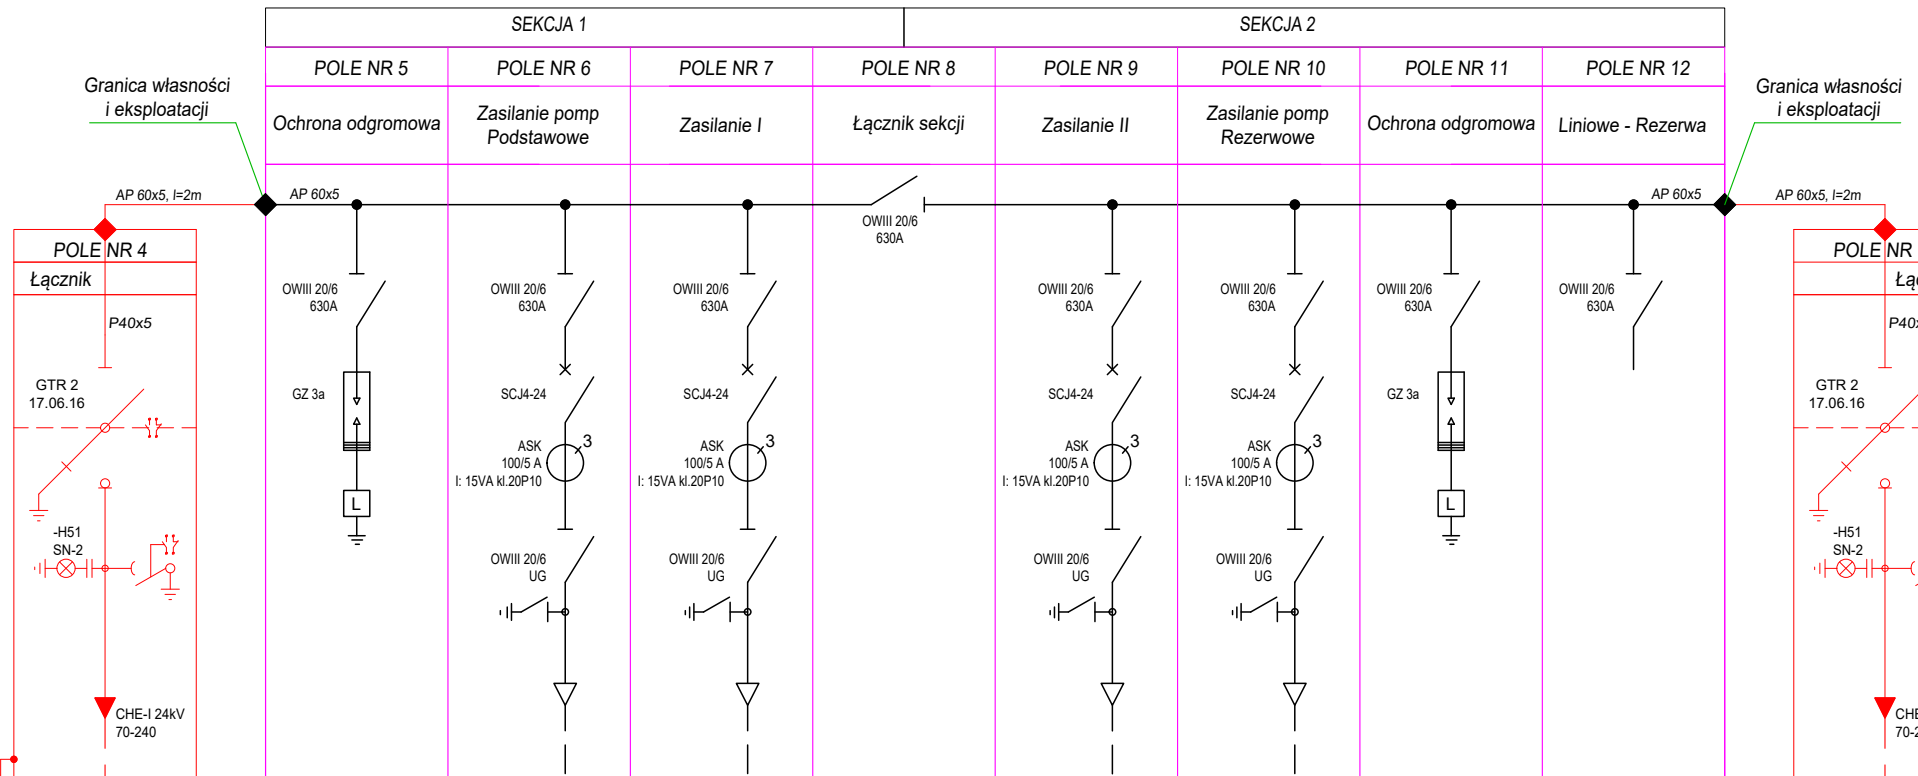 SEKCJA 1
SEKCJA 2
POLE NR 5
POLE NR 6
POLE NR 7
POLE NR 8
POLE NR 9
POLE NR 10
POLE NR 11
POLE NR 12
Granica własności
i eksploatacji
Granica własności
i eksploatacji
Ochrona odgromowa
Zasilanie pomp
Podstawowe
Zasilanie I
Łącznik sekcji
Zasilanie II
Zasilanie pomp
Rezerwowe
Ochrona odgromowa
Liniowe - Rezerwa
AP 60x5, l=2m
AP 60x5
OWIII 20/6
630A
AP 60x5
AP 60x5, l=2m
POLE NR 4
Łącznik
P40x5
GTR 2
17.06.16
-H51
SN-2
CHE-I 24kV
70-240
OWIII 20/6
630A
GZ 3a
L
OWIII 20/6
630A
SCJ4-24
ASK
100/5 A
I: 15VA kl.20P10
3
OWIII 20/6
UG
OWIII 20/6
630A
SCJ4-24
ASK
100/5 A
I: 15VA kl.20P10
3
OWIII 20/6
UG
OWIII 20/6
630A
SCJ4-24
ASK
100/5 A
I: 15VA kl.20P10
3
OWIII 20/6
UG
OWIII 20/6
630A
SCJ4-24
ASK
100/5 A
I: 15VA kl.20P10
3
OWIII 20/6
UG
OWIII 20/6
630A
GZ 3a
L
OWIII 20/6
630A
POLE NR
Łą
P40
GTR 2
17.06.16
-H51
SN-2
CHE
70-2